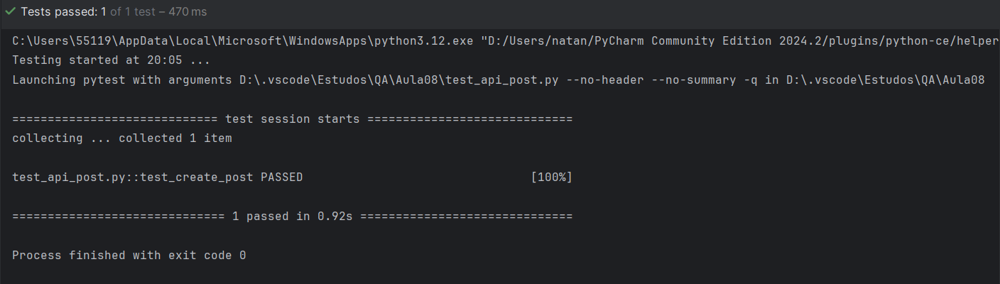 Tests passed: 1 of 1 test – 470 ms
C:\Users\55119\AppData\Local\Microsoft\WindowsApps\python3.12.exe "D:/Users/natan/PyCharm Community Edition 2024.2/plugins/python-ce/helper
Testing started at 20:05 ...
Launching pytest with arguments D:\.vscode\Estudos\QA\Aula08\test_api_post.py --no-header --no-summary -q in D:\.vscode\Estudos\QA\Aula08
============================= test session starts =============================
collecting ... collected 1 item
test_api_post.py::test_create_post PASSED                                [100%]
============================== 1 passed in 0.92s ==============================
Process finished with exit code 0